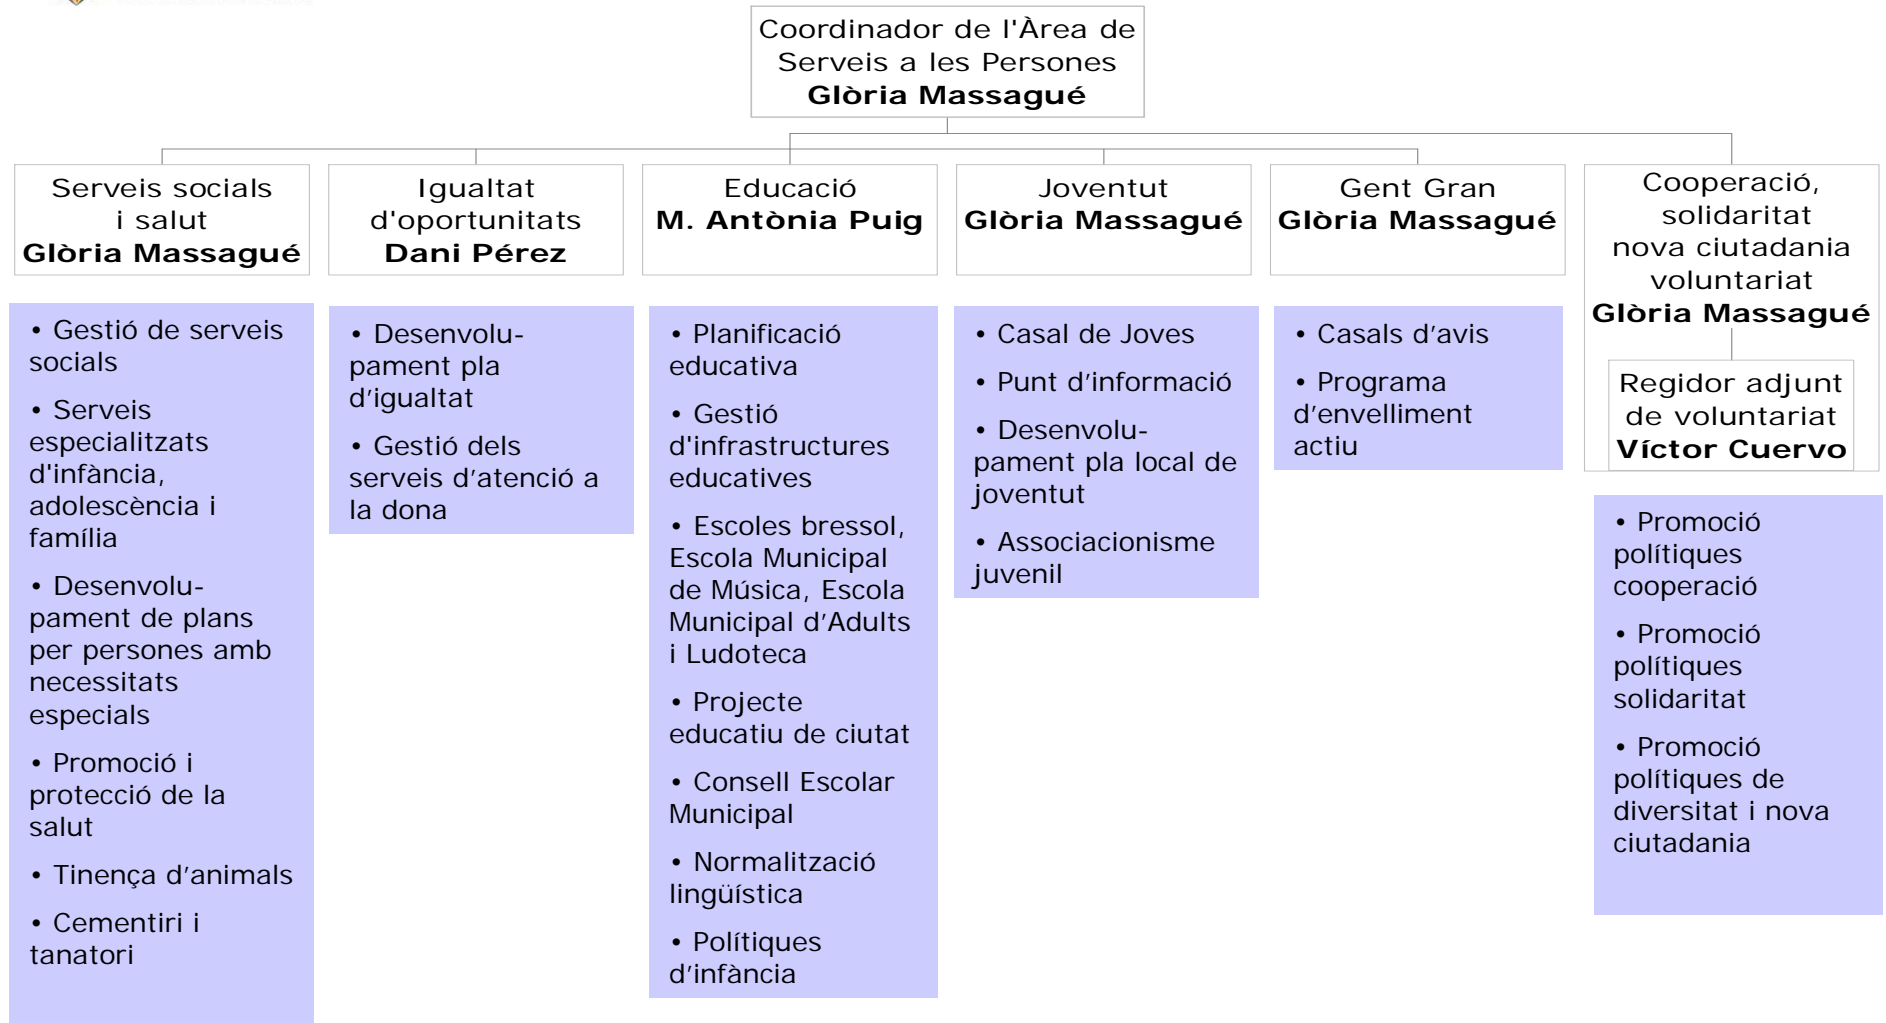 Coordinador de l'Àrea de
Serveis a les Persones
Glòria Massagué
Serveis socials
i salut
Glòria Massagué
Igualtat
d'oportunitats
Dani Pérez
Educació
M. Antònia Puig
Joventut
Glòria Massagué
Gent Gran
Glòria Massagué
Cooperació,
solidaritat
nova ciutadania
voluntariat
Glòria Massagué
Regidor adjunt
de voluntariat
Víctor Cuervo
• Gestió de serveis
socials
• Serveis
especialitzats
d'infància,
adolescència i
família
• Desenvolu-
pament de plans
per persones amb
necessitats
especials
• Promoció i
protecció de la
salut
• Tinença d’animals
• Cementiri i
tanatori
• Desenvolu-
pament pla
d’igualtat
• Gestió dels
serveis d’atenció a
la dona
• Planificació
educativa
• Gestió
d'infrastructures
educatives
• Escoles bressol,
Escola Municipal
de Música, Escola
Municipal d’Adults
i Ludoteca
• Projecte
educatiu de ciutat
• Consell Escolar
Municipal
• Normalització
lingüística
• Polítiques
d’infància
• Casal de Joves
• Punt d’informació
• Desenvolu-
pament pla local de
joventut
• Associacionisme
juvenil
• Casals d’avis
• Programa
d’envelliment
actiu
• Promoció
polítiques
cooperació
• Promoció
polítiques
solidaritat
• Promoció
polítiques de
diversitat i nova
ciutadania